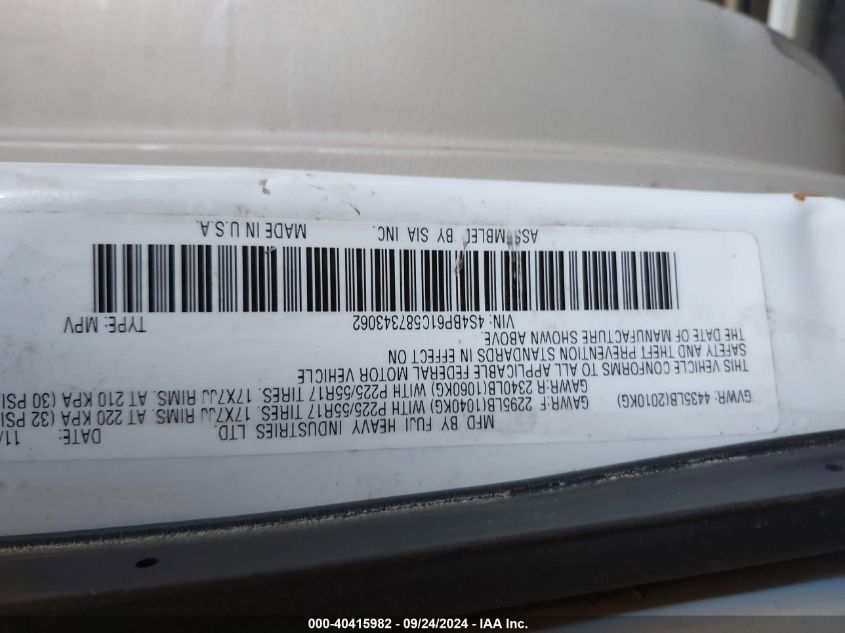 MFD BY FUJI HEAVY INDUSTRIES LTD DATE: 11/
GVWR: 4435LB(2010KG) GAWR:F 2295LB(1040KG) WITH P225/55R17 TIRES. 17X7JJ RIMS. AT 220 KPA (32 PSI
GAWR:R 2340LB(1060KG) WITH P225/55R17 TIRES. 17X7JJ RIMS. AT 210 KPA (30 PSI
THIS VEHICLE CONFORMS TO ALL APPLICABLE FEDERAL MOTOR VEHICLE
SAFETY AND THEFT PREVENTION STANDARDS IN EFFECT ON
THE DATE OF MANUFACTURE SHOWN ABOVE.
VIN: 4S4BP61C587343062 TYPE: MPV
ASSEMBLED BY SIA INC. MADE IN U.S.A.
000-40415982 - 09/24/2024 - IAA Inc.